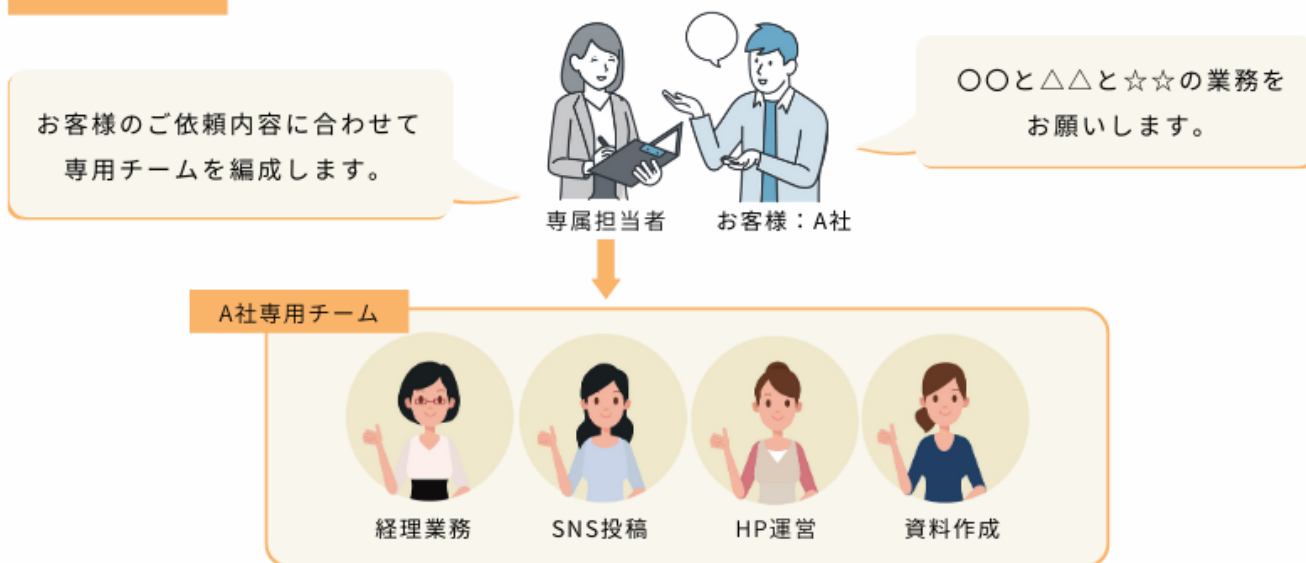 お客様のご依頼内容に合わせて
専用チームを編成します。
〇〇と△△と☆☆の業務を
お願いします。
専属担当者
お客様：A社
A社専用チーム
経理業務
SNS投稿
HP運営
資料作成